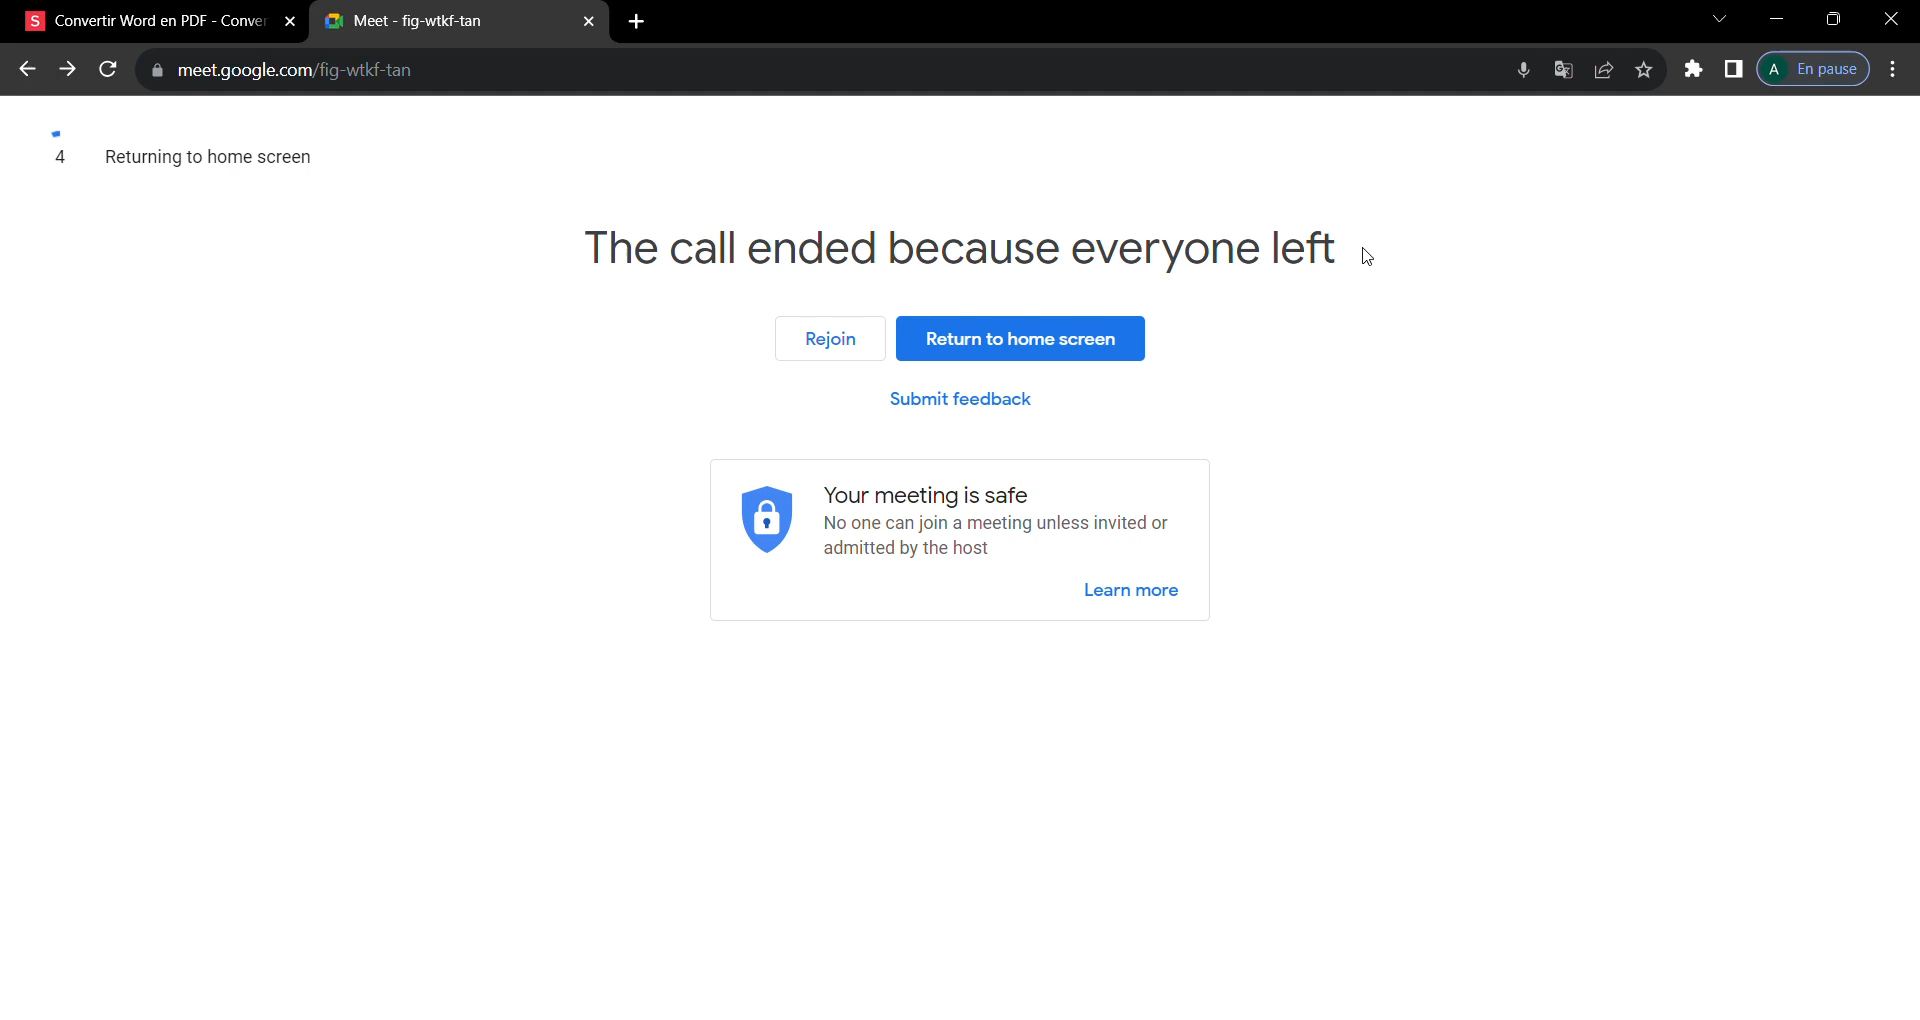 S Convertir Word en PDF - Conver
Meet - fig-wtkf-tan
meet.google.com/fig-wtkf-tan
A En pause
4 Returning to home screen
The call ended because everyone left
Rejoin
Return to home screen
Submit feedback
Your meeting is safe
No one can join a meeting unless invited or
admitted by the host
Learn more